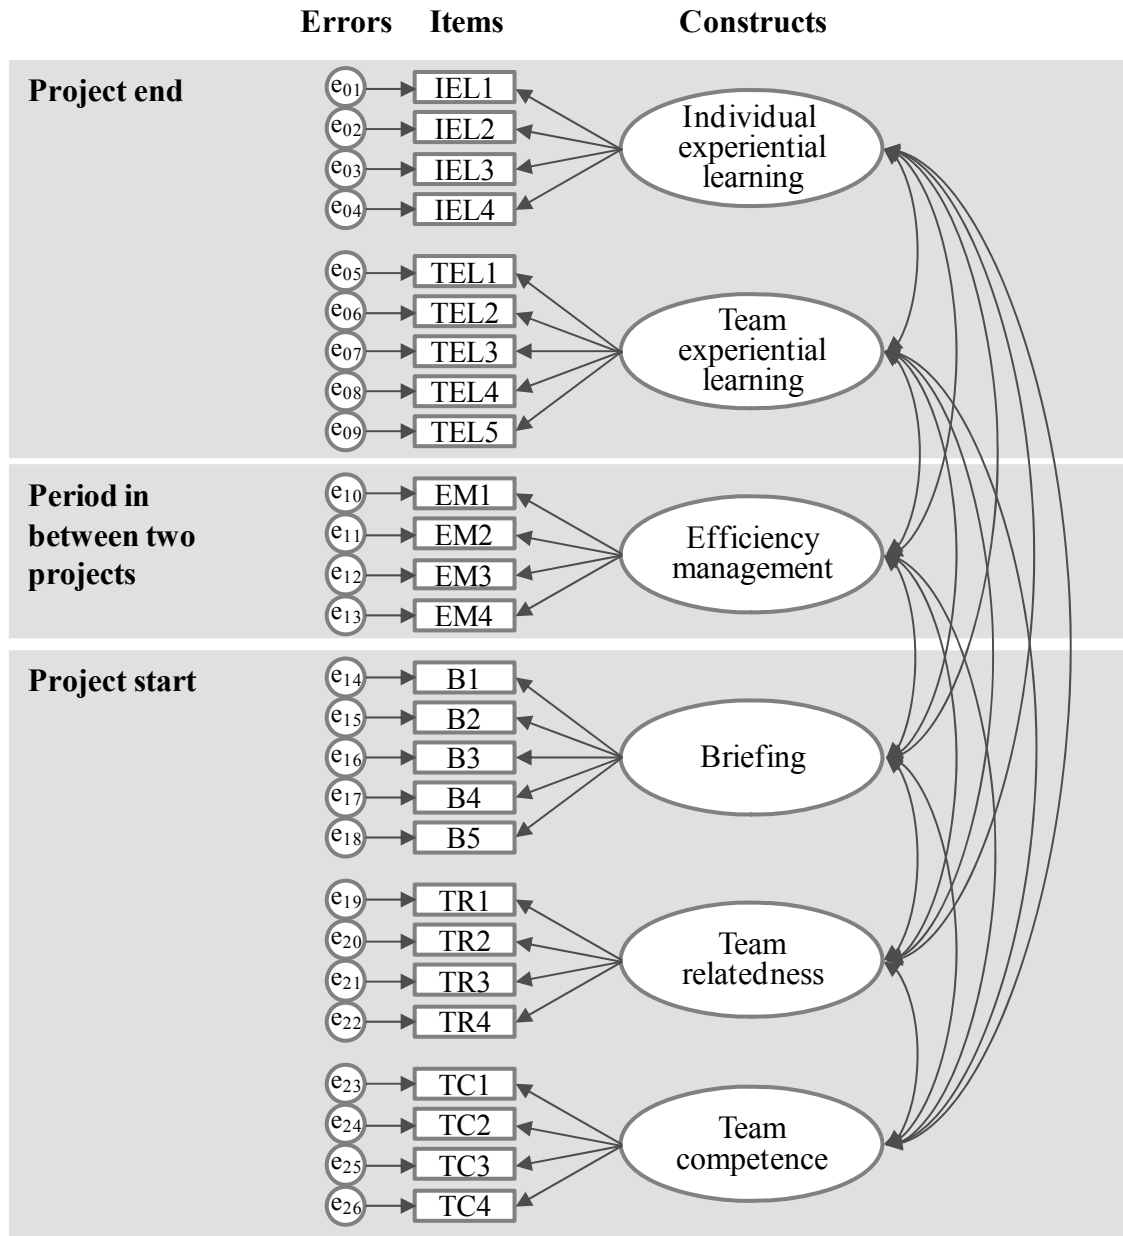 Errors Items Constructs
Project end
e01 IEL1
e02 IEL2
e03 IEL3
e04 IEL4
Individual
experiential
learning
e05 TEL1
e06 TEL2
e07 TEL3
e08 TEL4
e09 TEL5
Team
experiential
learning
Period in
between two
projects
e10 EM1
e11 EM2
e12 EM3
e13 EM4
Efficiency
management
Project start
e14 B1
e15 B2
e16 B3
e17 B4
e18 B5
Briefing
e19 TR1
e20 TR2
e21 TR3
e22 TR4
Team
relatedness
e23 TC1
e24 TC2
e25 TC3
e26 TC4
Team
competence